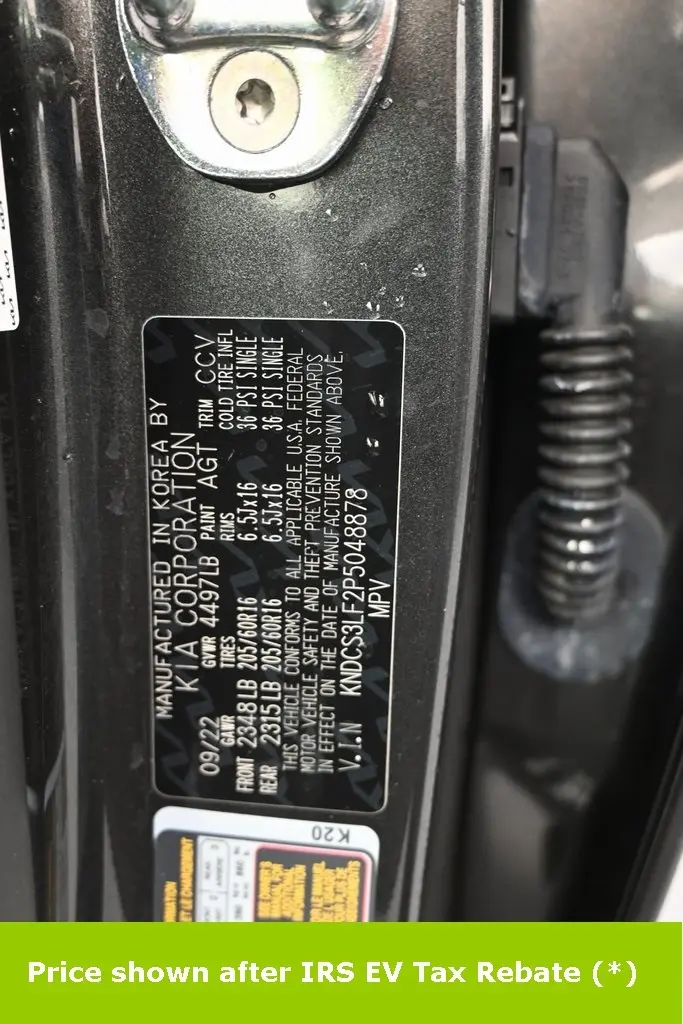 MANUFACTURED IN KOREA BY
KIA CORPORATION
09/22 GVWR 4497LB PAINT AGT TRIM CCV
GAWR TIRES RIMS COLD TIRE INFL
FRONT 2348LB 205/60R16 6.5Jx16 36 PSI SINGLE
REAR 2315LB 205/60R16 6.5Jx16 36 PSI SINGLE
THIS VEHICLE CONFORMS TO ALL APPLICABLE U.S.A. FEDERAL
MOTOR VEHICLE SAFETY AND THEFT PREVENTION STANDARDS
IN EFFECT ON THE DATE OF MANUFACTURE SHOWN ABOVE.
V.I.N KNDCS3LF2P5048878
MPV
K20
Price shown after IRS EV Tax Rebate (*)